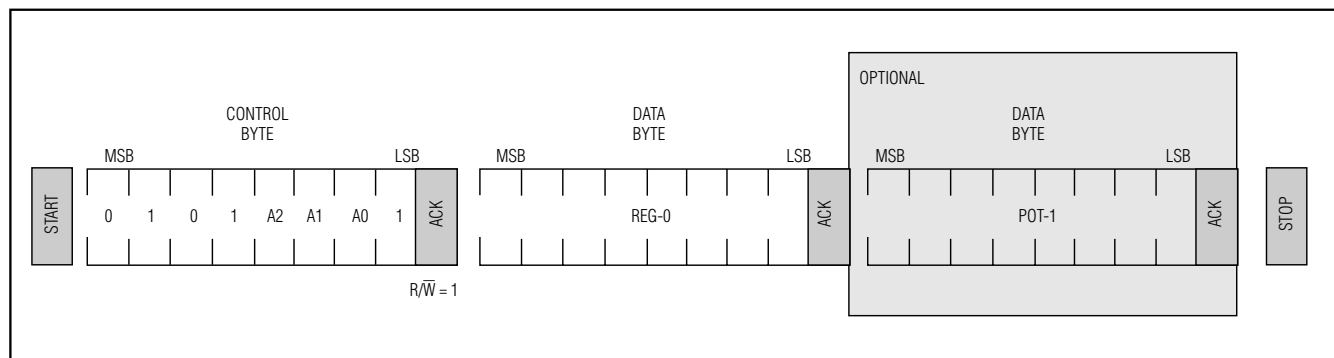 OPTIONAL
CONTROL
BYTE
DATA
BYTE
DATA
BYTE
MSB LSB MSB LSB MSB LSB
START 0 1 0 1 A2 A1 A0 1 ACK REG-0 ACK POT-1 ACK STOP
R/W̅ = 1